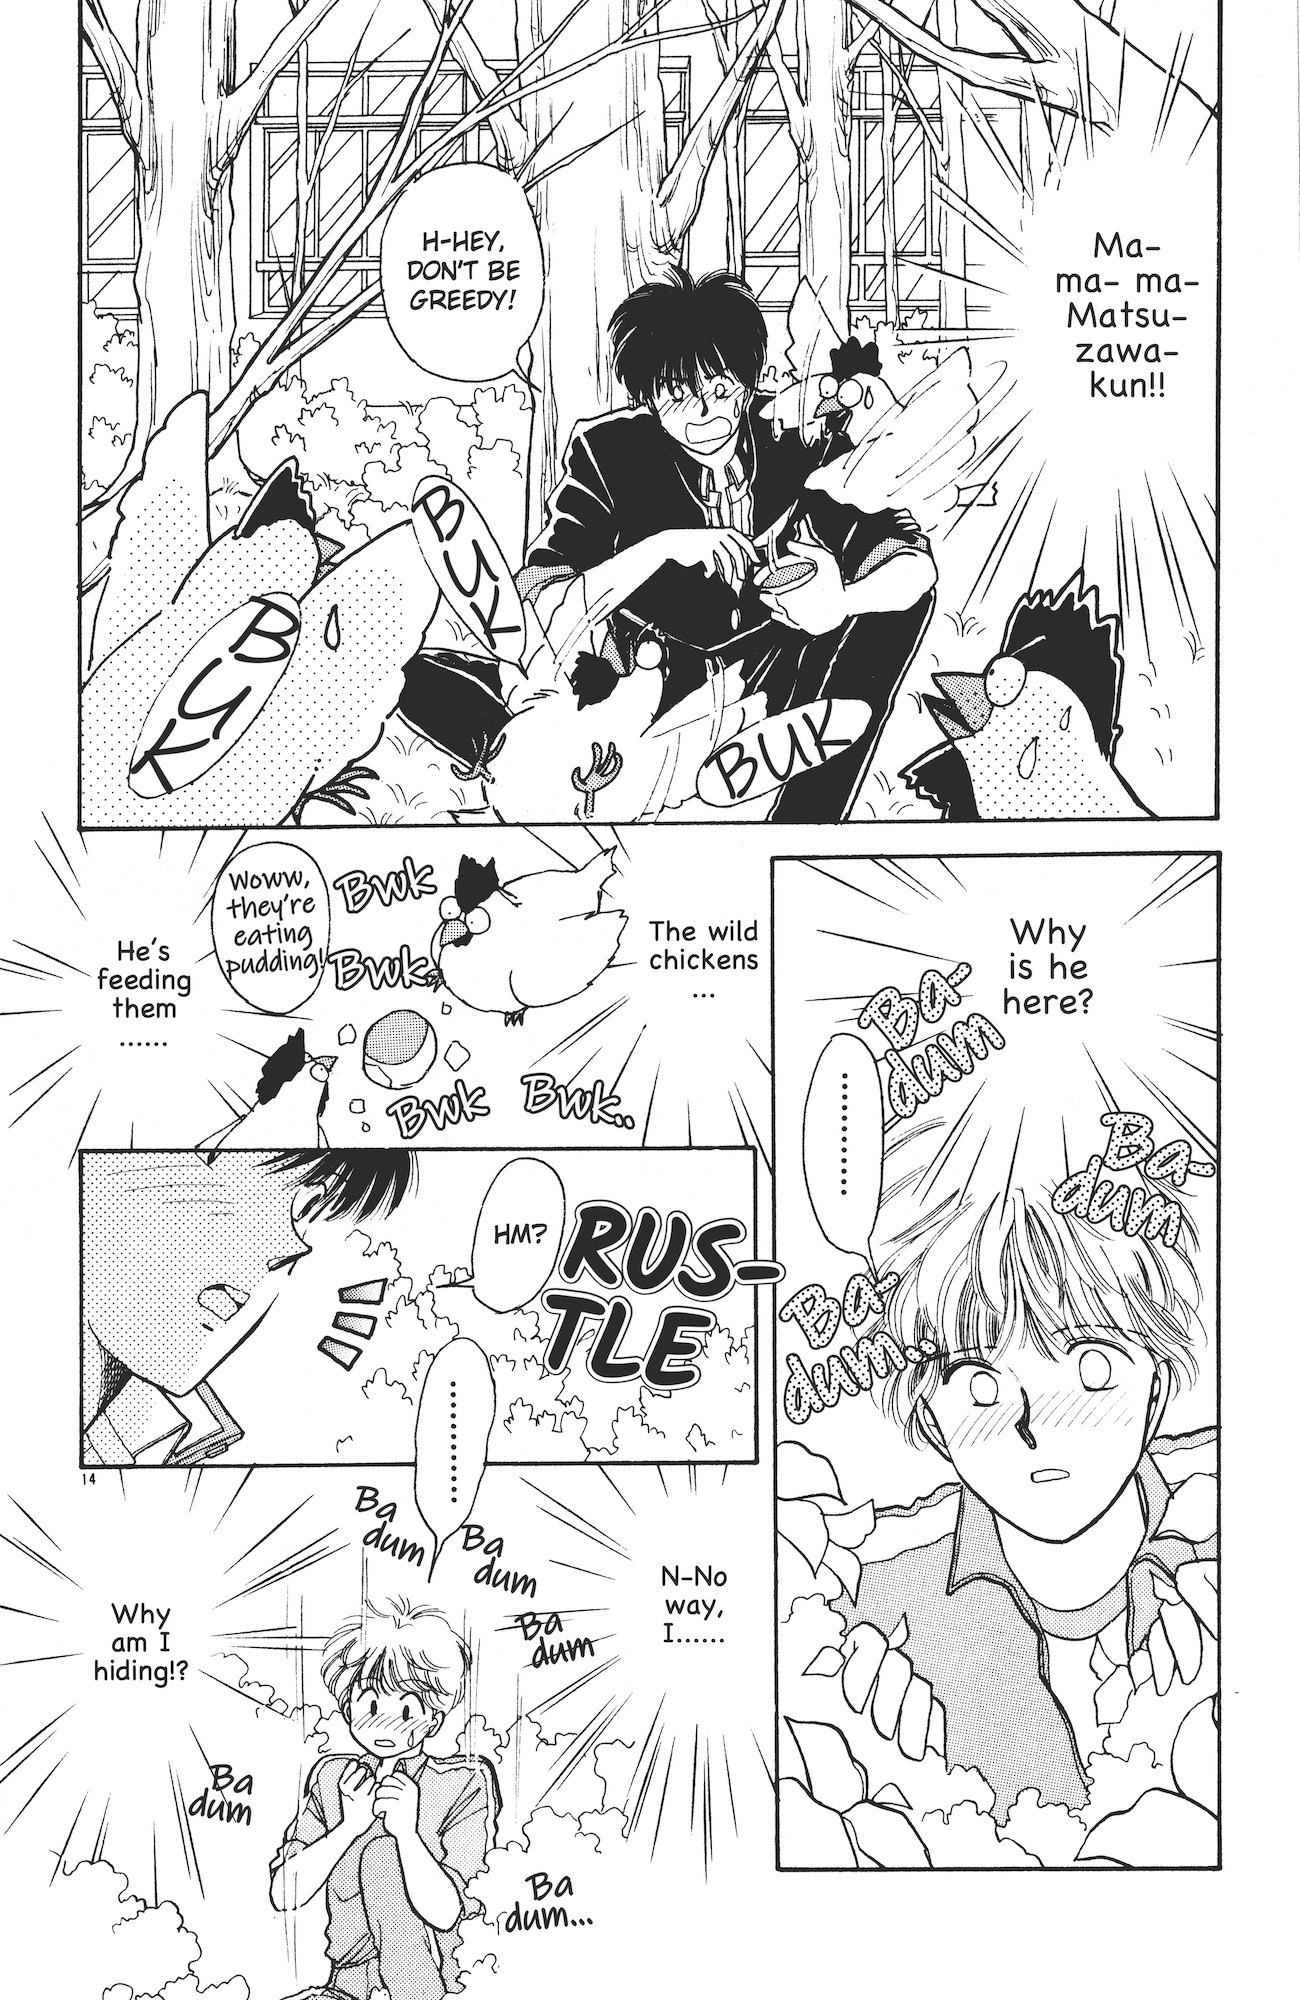 Ma-
ma- ma-
Matsu-
zawa-
kun!!
H-HEY,
DON'T BE
GREEDY!
BUK
BUK
BUK
Why
is he
here?
Ba-
dum
..........
Ba-
dum
Ba-
dum..
The wild
chickens
...
Woww,
they're
eating
pudding!
Bwk
Bwk
Bwk
Bwk..
He's
feeding
them
......
HM?
RUS-
TLE
14
..........
Ba
dum
Ba
dum
Ba
dum
N-No
way,
I......
Why
am I
hiding!?
Ba
dum
Ba
dum...